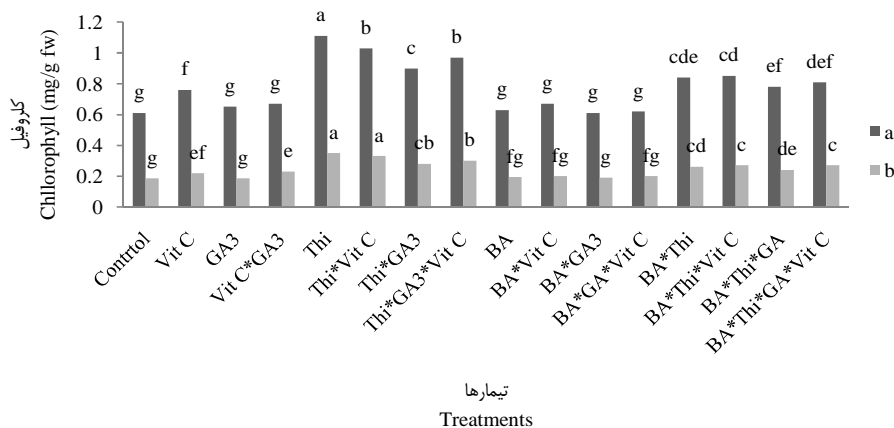 کلروفیل
Chllorophyll (mg/g fw)
1.2
1
0.8
0.6
0.4
0.2
0
g
f
g
g
a
b
c
b
g
g
g
g
cde
cd
ef
def
g
ef
g
e
a
a
cb
b
fg
fg
g
fg
cd
c
de
c
a
b
Contrtol
Vit C
GA3
Vit C*GA3
Thi
Thi*Vit C
Thi*GA3
Thi*GA3*Vit C
BA
BA*Vit C
BA*GA3
BA*GA*Vit C
BA*Thi
BA*Thi*Vit C
BA*Thi*GA
BA*Thi*GA*Vit C
تیمارها
Treatments